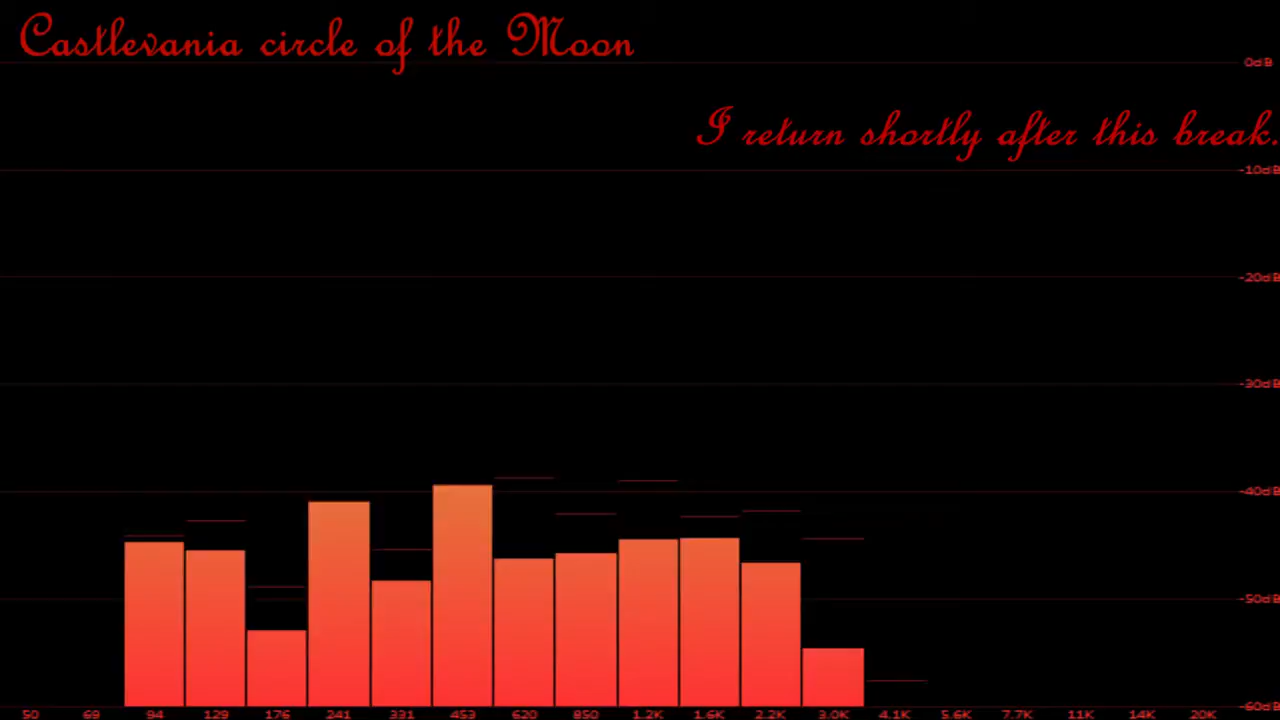 Castlevania circle of the Moon
0dB
I return shortly after this break.
-10dB
-20dB
-30dB
-40dB
-50dB
-60dB
50 69 94 129 176 241 331 453 620 850 1.2K 1.6K 2.2K 3.0K 4.1K 5.6K 7.7K 11K 14K 20K